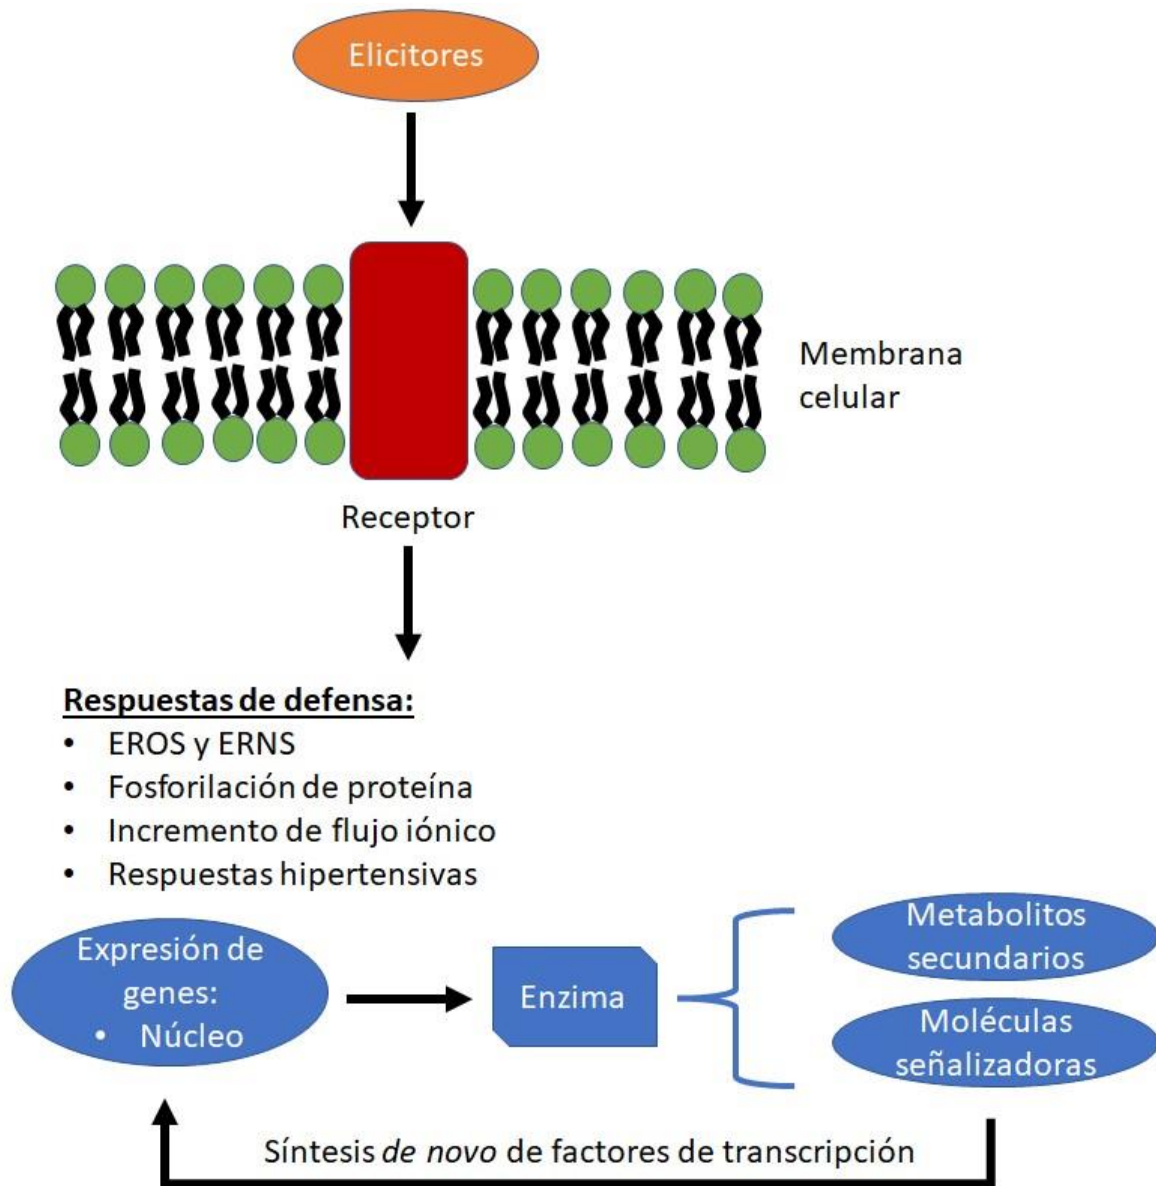 Elicitores
Membrana
celular
Receptor
Respuestas de defensa:
• EROS y ERNS
• Fosforilación de proteína
• Incremento de flujo iónico
• Respuestas hipertensivas
Expresión de
genes:
• Núcleo
Enzima
Metabolitos
secundarios
Moléculas
señalizadoras
Síntesis de novo de factores de transcripción